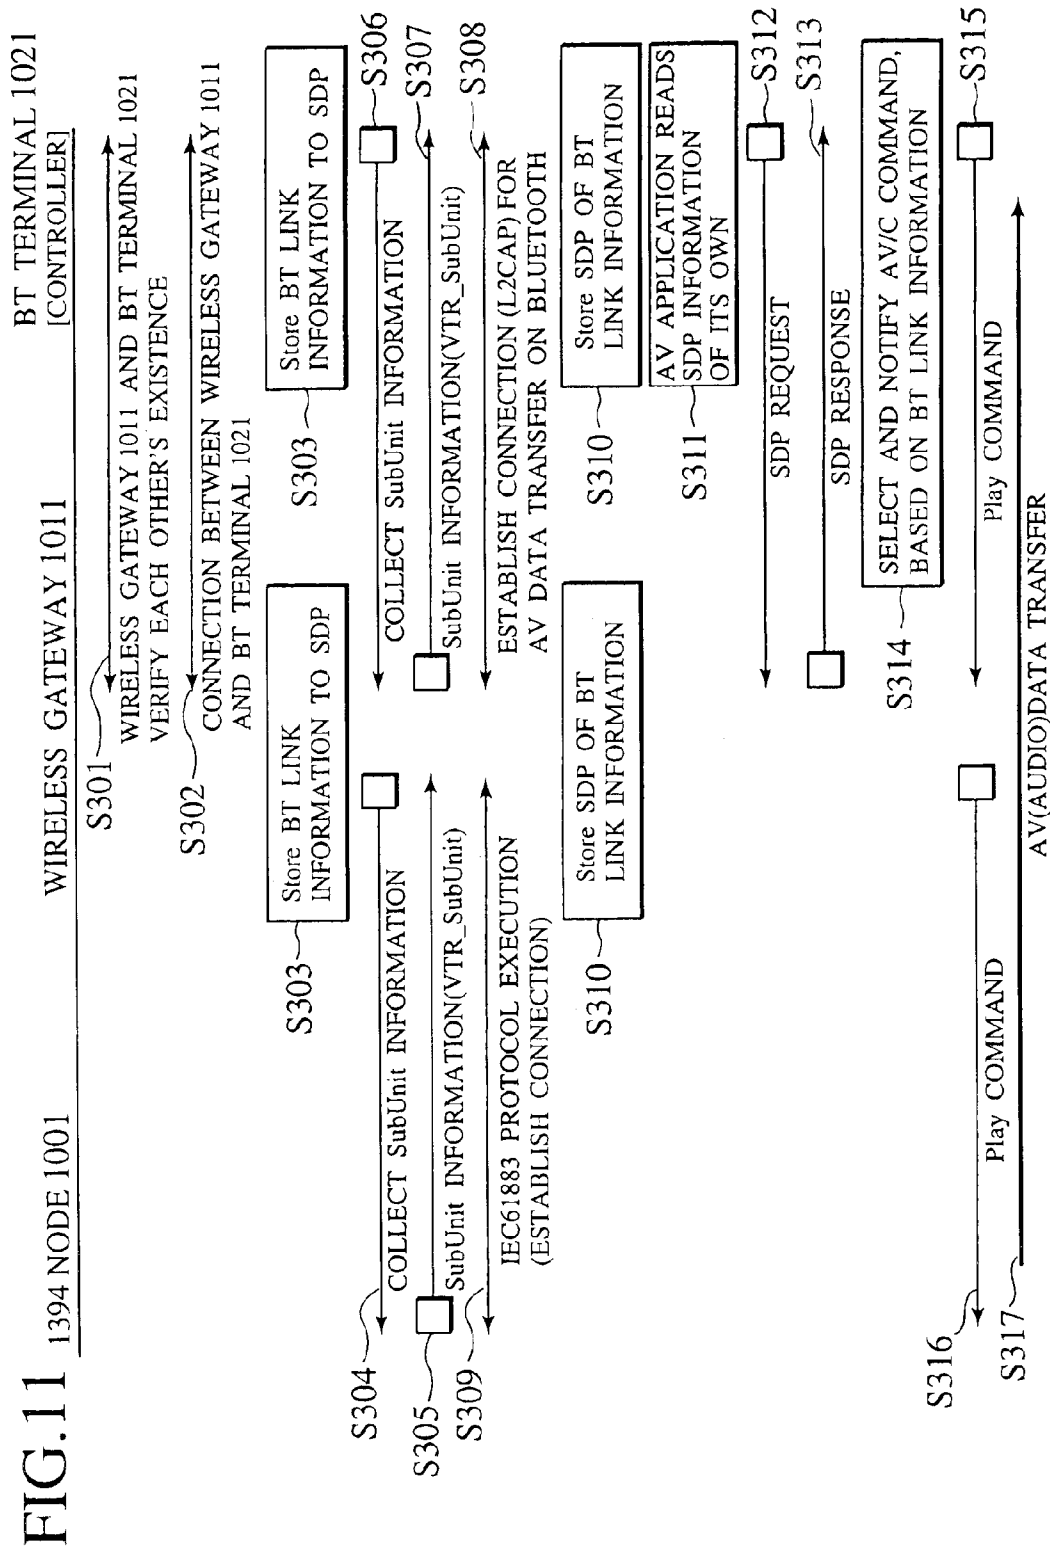 FIG.11
1394 NODE 1001
WIRELESS GATEWAY 1011
BT TERMINAL 1021
[CONTROLLER]
S301
WIRELESS GATEWAY 1011 AND BT TERMINAL 1021
VERIFY EACH OTHER'S EXISTENCE
S302
CONNECTION BETWEEN WIRELESS GATEWAY 1011
AND BT TERMINAL 1021
S303
Store BT LINK
INFORMATION TO SDP
S303
Store BT LINK
INFORMATION TO SDP
S304
COLLECT SubUnit INFORMATION
S306
COLLECT SubUnit INFORMATION
S305
SubUnit INFORMATION(VTR_SubUnit)
S307
SubUnit INFORMATION(VTR_SubUnit)
S309
IEC61883 PROTOCOL EXECUTION
(ESTABLISH CONNECTION)
S308
ESTABLISH CONNECTION (L2CAP) FOR
AV DATA TRANSFER ON BLUETOOTH
S310
Store SDP OF BT
LINK INFORMATION
S310
Store SDP OF BT
LINK INFORMATION
S311
AV APPLICATION READS
SDP INFORMATION
OF ITS OWN
S312
SDP REQUEST
S313
SDP RESPONSE
S314
SELECT AND NOTIFY AV/C COMMAND,
BASED ON BT LINK INFORMATION
S315
Play COMMAND
S316
Play COMMAND
S317
AV(AUDIO)DATA TRANSFER